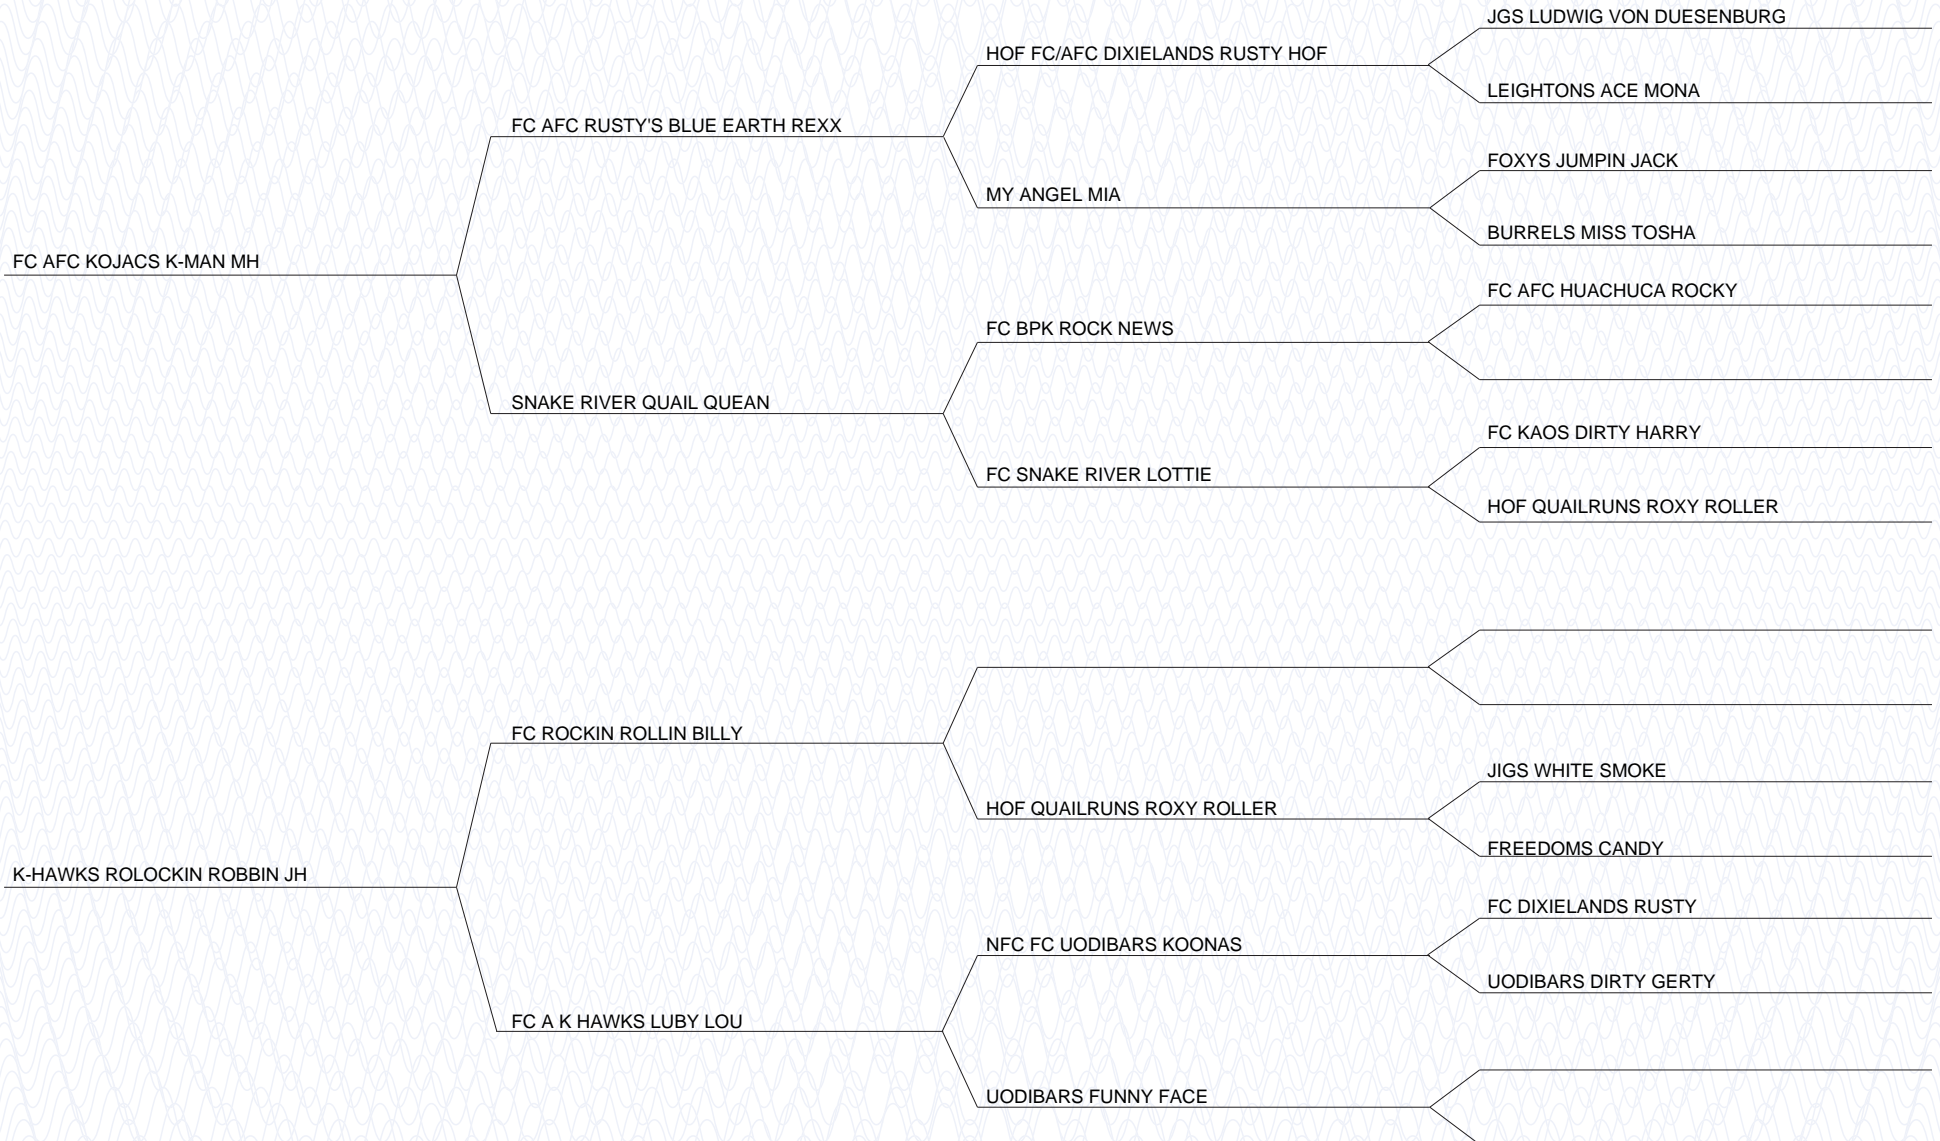 JGS LUDWIG VON DUESENBURG
HOF FC/AFC DIXIELANDS RUSTY HOF
LEIGHTONS ACE MONA
FC AFC RUSTY'S BLUE EARTH REXX
FOXYS JUMPIN JACK
MY ANGEL MIA
BURRELS MISS TOSHA
FC AFC KOJACS K-MAN MH
FC AFC HUACHUCA ROCKY
FC BPK ROCK NEWS
SNAKE RIVER QUAIL QUEAN
FC KAOS DIRTY HARRY
FC SNAKE RIVER LOTTIE
HOF QUAILRUNS ROXY ROLLER
FC ROCKIN ROLLIN BILLY
JIGS WHITE SMOKE
HOF QUAILRUNS ROXY ROLLER
FREEDOMS CANDY
K-HAWKS ROLOCKIN ROBBIN JH
FC DIXIELANDS RUSTY
NFC FC UODIBARS KOONAS
UODIBARS DIRTY GERTY
FC A K HAWKS LUBY LOU
UODIBARS FUNNY FACE